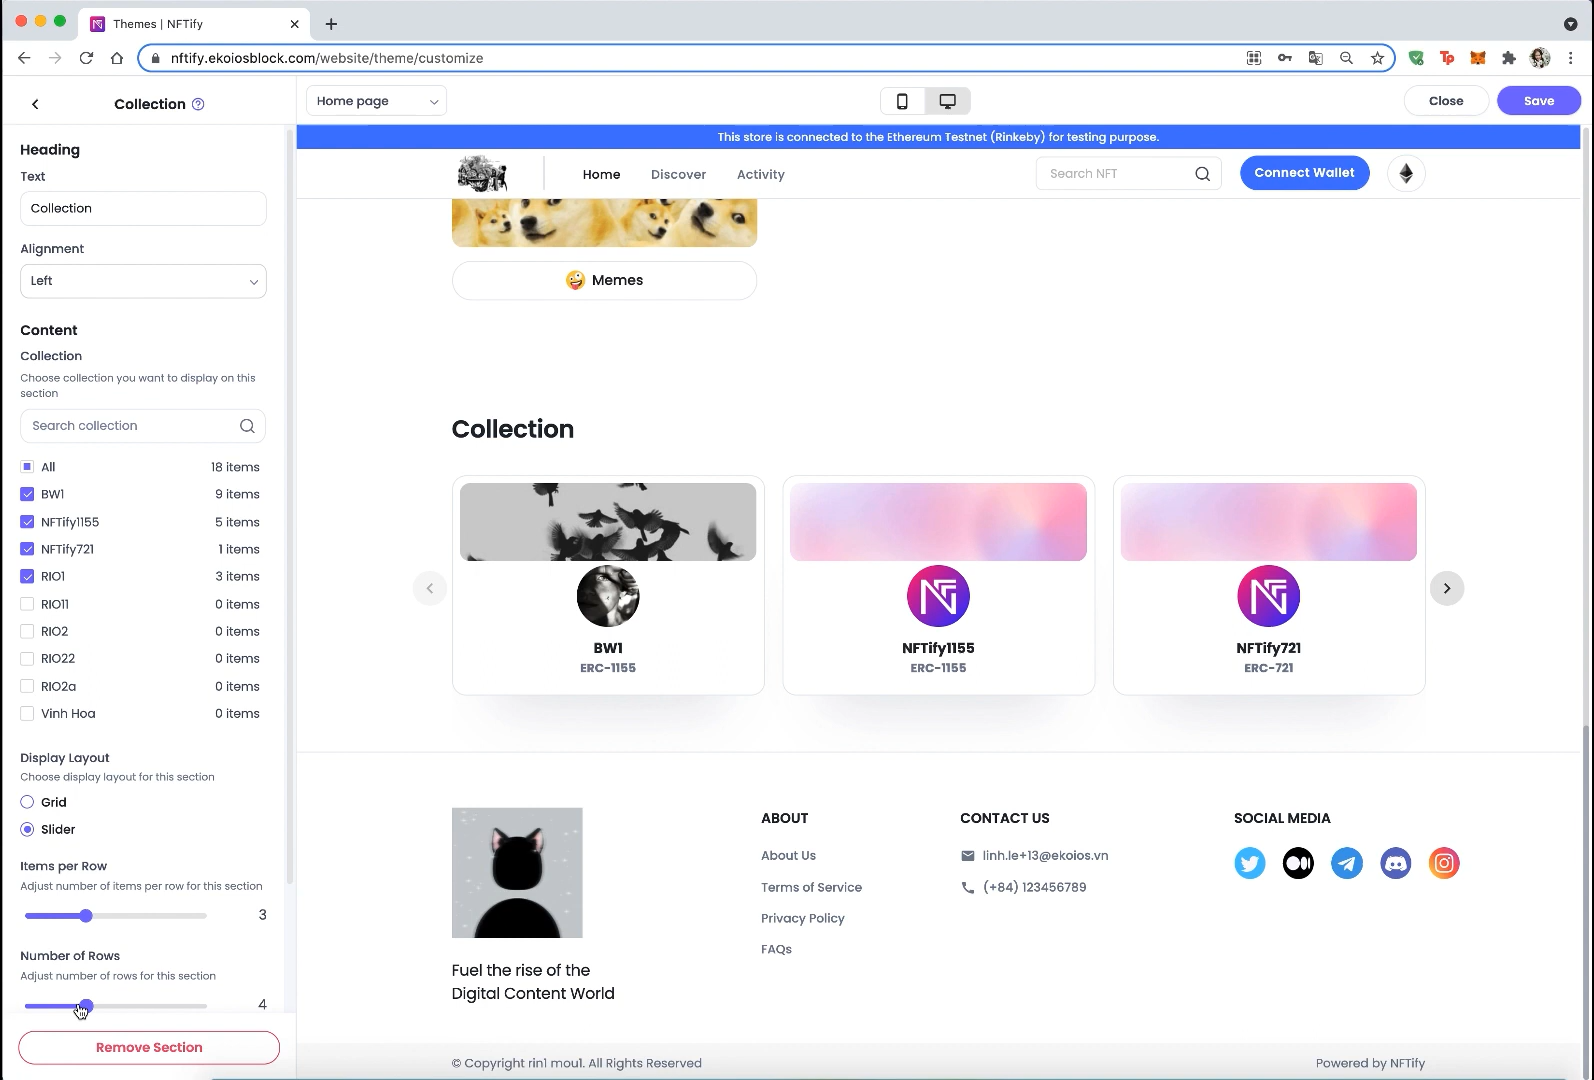 Themes | NFTify
nftify.ekoiosblock.com/website/theme/customize
Collection
Home page
Close
Save
Heading
Text
Collection
Alignment
Left
Content
Collection
Choose collection you want to display on this
section
Search collection
All 18 items
BW1 9 items
NFTify1155 5 items
NFTify721 1 items
RIO1 3 items
RIO11 0 items
RIO2 0 items
RIO22 0 items
RIO2a 0 items
Vinh Hoa 0 items
Display Layout
Choose display layout for this section
Grid
Slider
Items per Row
Adjust number of items per row for this section
3
Number of Rows
Adjust number of rows for this section
4
Remove Section
This store is connected to the Ethereum Testnet (Rinkeby) for testing purpose.
Home Discover Activity
Search NFT
Connect Wallet
Memes
Collection
BW1
ERC-1155
NFTify1155
ERC-1155
NFTify721
ERC-721
Fuel the rise of the
Digital Content World
ABOUT
About Us
Terms of Service
Privacy Policy
FAQs
CONTACT US
linh.le+13@ekoios.vn
(+84) 123456789
SOCIAL MEDIA
© Copyright rin1 mou1. All Rights Reserved
Powered by NFTify